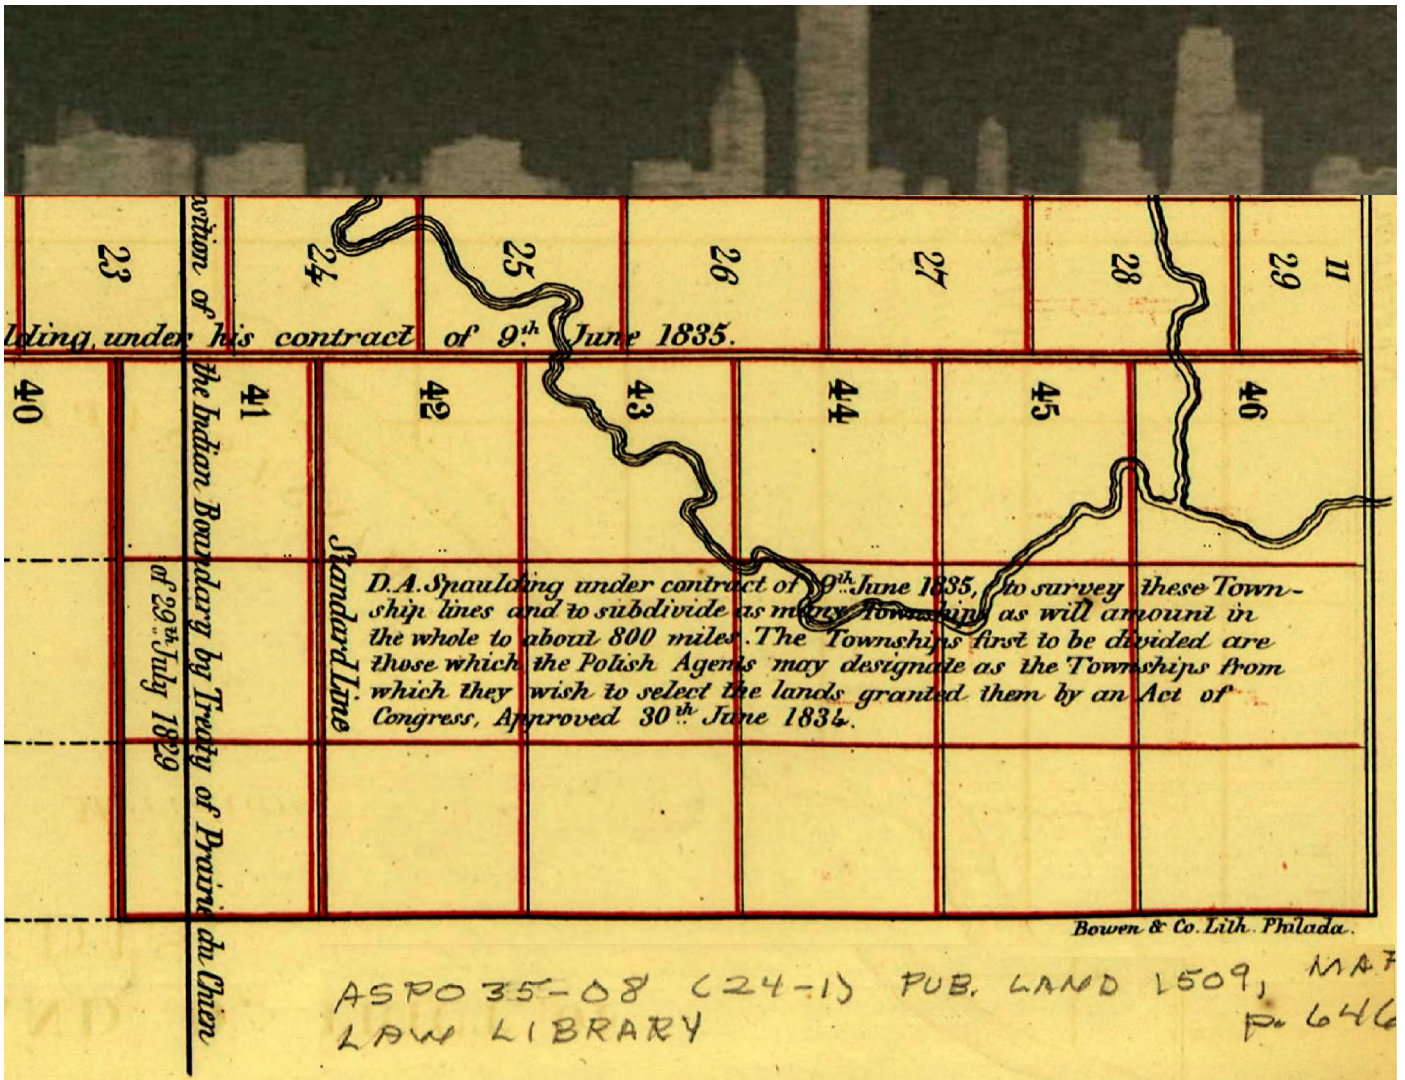 23
24
25
26
27
28
29
11
sition of the Indian Boundary by Treaty of Prairie du Chien
of 29th July 1829
lding, under his contract of 9th June 1835.
40
41
42
43
44
45
46
Standard Line
D.A. Spaulding under contract of 9th June 1835, to survey these Town-
ship lines and to subdivide as many Townships as will amount in
the whole to about 800 miles. The Townships first to be divided are
those which the Polish Agents may designate as the Townships from
which they wish to select the lands granted them by an Act of
Congress, Approved 30th June 1834.
Bowen & Co. Lith. Philada.
ASP035-08 (24-1) PUB. LAND 1509, MAP
LAW LIBRARY p. 646